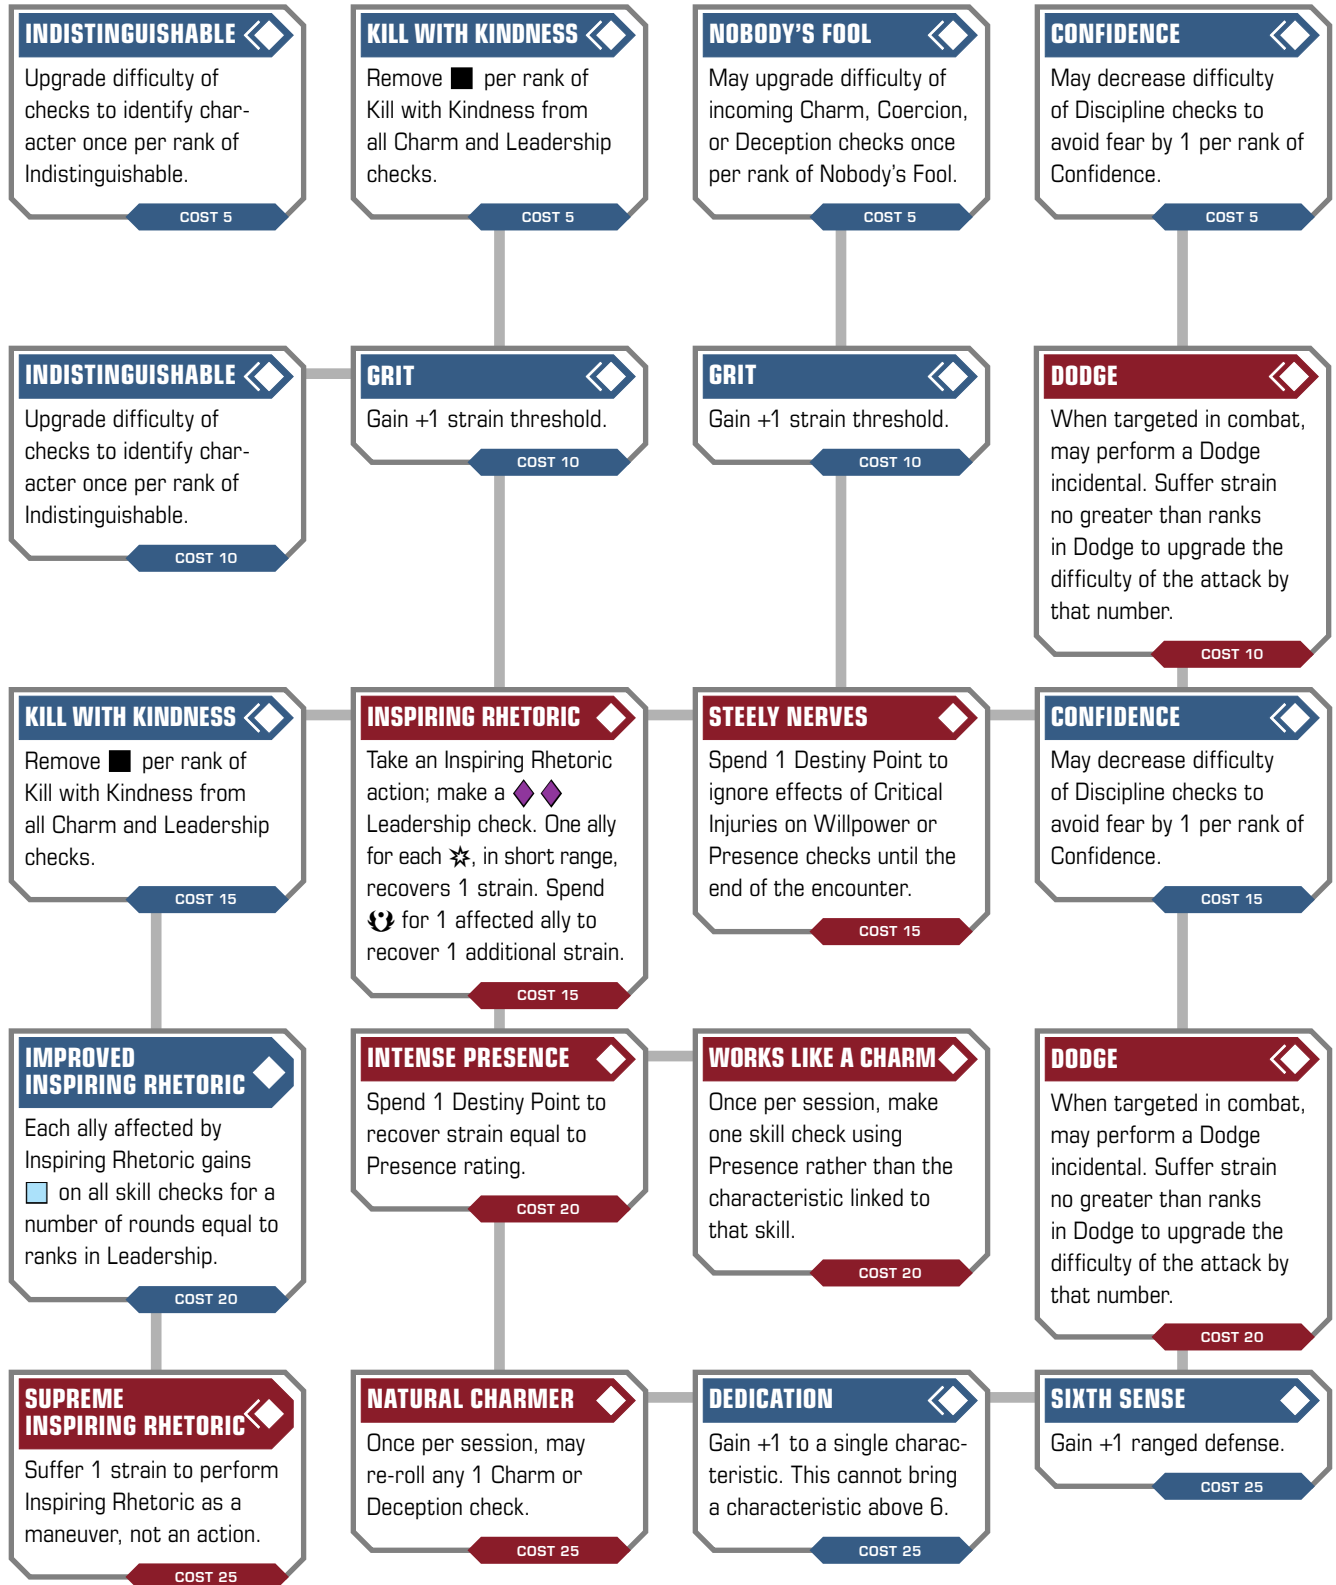 INDISTINGUISHABLE
Upgrade difficulty of
checks to identify char-
acter once per rank of
Indistinguishable.
COST 5
KILL WITH KINDNESS
Remove per rank of
Kill with Kindness from
all Charm and Leadership
checks.
COST 5
NOBODY'S FOOL
May upgrade difficulty of
incoming Charm, Coercion,
or Deception checks once
per rank of Nobody's Fool.
COST 5
CONFIDENCE
May decrease difficulty
of Discipline checks to
avoid fear by 1 per rank of
Confidence.
COST 5
INDISTINGUISHABLE
Upgrade difficulty of
checks to identify char-
acter once per rank of
Indistinguishable.
COST 10
GRIT
Gain +1 strain threshold.
COST 10
GRIT
Gain +1 strain threshold.
COST 10
DODGE
When targeted in combat,
may perform a Dodge
incidental. Suffer strain
no greater than ranks
in Dodge to upgrade the
difficulty of the attack by
that number.
COST 10
KILL WITH KINDNESS
Remove per rank of
Kill with Kindness from
all Charm and Leadership
checks.
COST 15
INSPIRING RHETORIC
Take an Inspiring Rhetoric
action; make a
Leadership check. One ally
for each , in short range,
recovers 1 strain. Spend
for 1 affected ally to
recover 1 additional strain.
COST 15
STEELY NERVES
Spend 1 Destiny Point to
ignore effects of Critical
Injuries on Willpower or
Presence checks until the
end of the encounter.
COST 15
CONFIDENCE
May decrease difficulty
of Discipline checks to
avoid fear by 1 per rank of
Confidence.
COST 15
IMPROVED
INSPIRING RHETORIC
Each ally affected by
Inspiring Rhetoric gains
on all skill checks for a
number of rounds equal to
ranks in Leadership.
COST 20
INTENSE PRESENCE
Spend 1 Destiny Point to
recover strain equal to
Presence rating.
COST 20
WORKS LIKE A CHARM
Once per session, make
one skill check using
Presence rather than the
characteristic linked to
that skill.
COST 20
DODGE
When targeted in combat,
may perform a Dodge
incidental. Suffer strain
no greater than ranks
in Dodge to upgrade the
difficulty of the attack by
that number.
COST 20
SUPREME
INSPIRING RHETORIC
Suffer 1 strain to perform
Inspiring Rhetoric as a
maneuver, not an action.
COST 25
NATURAL CHARMER
Once per session, may
re-roll any 1 Charm or
Deception check.
COST 25
DEDICATION
Gain +1 to a single charac-
teristic. This cannot bring
a characteristic above 6.
COST 25
SIXTH SENSE
Gain +1 ranged defense.
COST 25